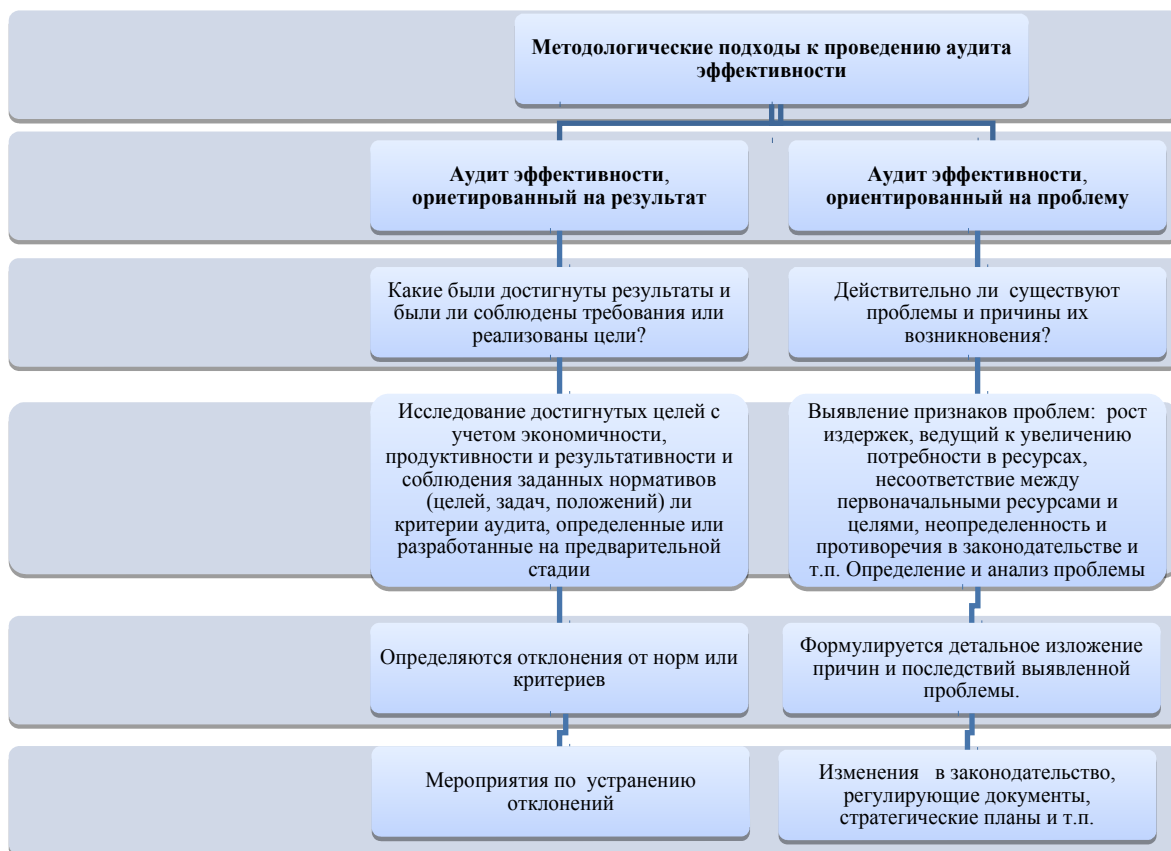 Методологические подходы к проведению аудита
эффективности
Аудит эффективности,
ориетированный на результат
Аудит эффективности,
ориентированный на проблему
Какие были достигнуты результаты и
были ли соблюдены требования или
реализованы цели?
Действительно ли существуют
проблемы и причины их
возникновения?
Исследование достигнутых целей с
учетом экономичности,
продуктивности и результативности и
соблюдения заданных нормативов
(целей, задач, положений) ли
критерии аудита, определенные или
разработанные на предварительной
стадии
Выявление признаков проблем: рост
издержек, ведущий к увеличению
потребности в ресурсах,
несоответствие между
первоначальными ресурсами и
целями, неопределенность и
противоречия в законодательстве и
т.п. Определение и анализ проблемы
Определяются отклонения от норм или
критериев
Формулируется детальное изложение
причин и последствий выявленной
проблемы.
Мероприятия по устранению
отклонений
Изменения в законодательство,
регулирующие документы,
стратегические планы и т.п.